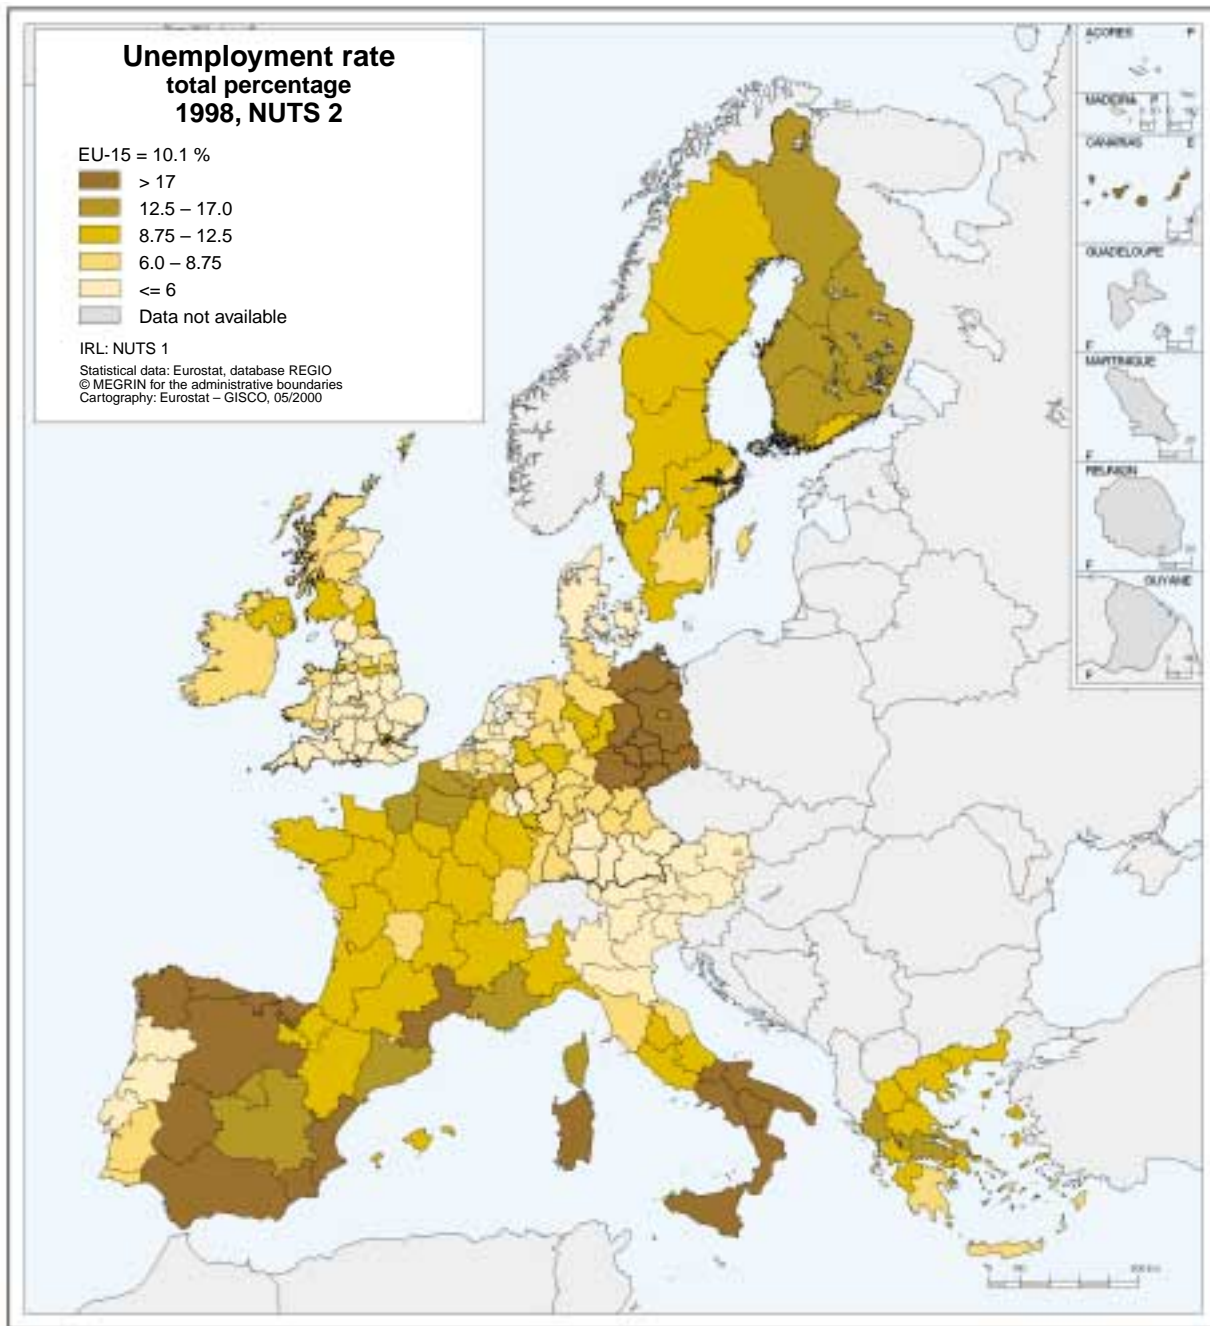 Unemployment rate
total percentage
1998, NUTS 2
EU-15 = 10.1 %
> 17
12.5 – 17.0
8.75 – 12.5
6.0 – 8.75
<= 6
Data not available
IRL: NUTS 1
Statistical data: Eurostat, database REGIO
© MEGRIN for the administrative boundaries
Cartography: Eurostat – GISCO, 05/2000
AÇORES P
MADEIRA P
CANARIAS E
GUADELOUPE
F
MARTINIQUE
F
REUNION
F
GUYANE
F